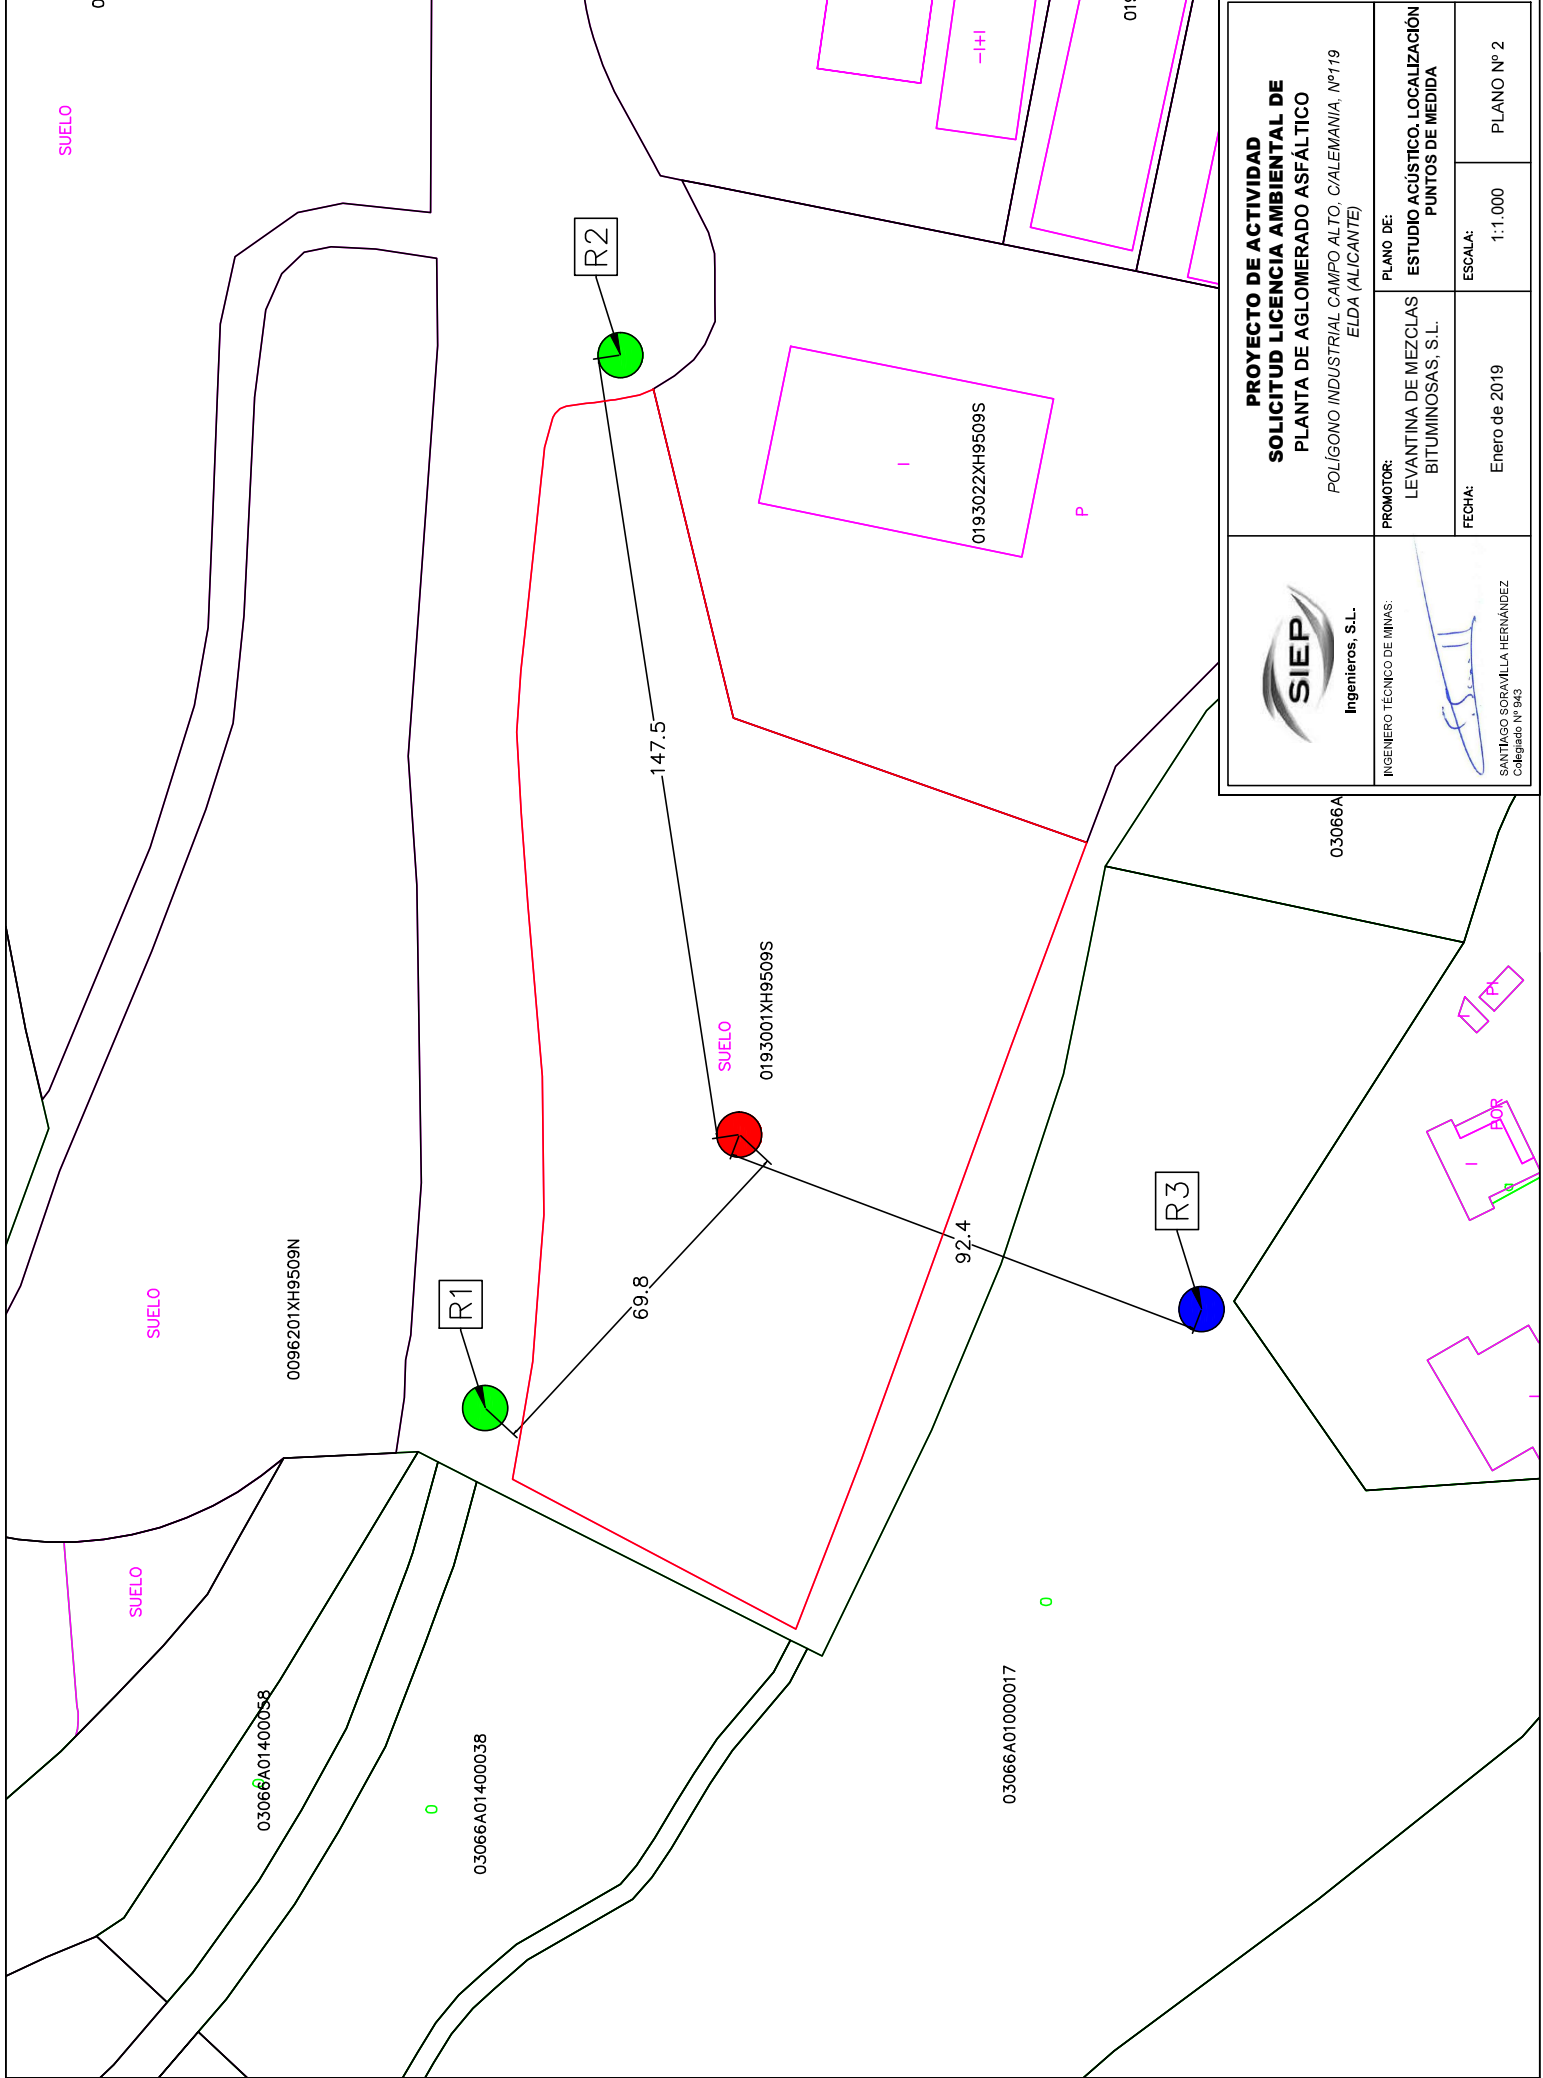 SUELO
SUELO
0096201XH9509N
SUELO
03066A01400058
0
03066A01400038
0
R1
R2
69.8
147.5
92.4
SUELO
0193001XH9509S
I
0193022XH9509S
P
-I+I
R3
03066A01000017
0
03066A
I
POR
PI
I
SIEP
Ingenieros, S.L.
PROYECTO DE ACTIVIDAD
SOLICITUD LICENCIA AMBIENTAL DE
PLANTA DE AGLOMERADO ASFÁLTICO
POLÍGONO INDUSTRIAL CAMPO ALTO, C/ALEMANIA, Nº119
ELDA (ALICANTE)
INGENIERO TÉCNICO DE MINAS:
SANTIAGO SORAVILLA HERNÁNDEZ
Colegiado Nº 943
PROMOTOR:
LEVANTINA DE MEZCLAS
BITUMINOSAS, S.L.
PLANO DE:
ESTUDIO ACÚSTICO. LOCALIZACIÓN
PUNTOS DE MEDIDA
FECHA:
Enero de 2019
ESCALA:
1:1.000
PLANO Nº 2